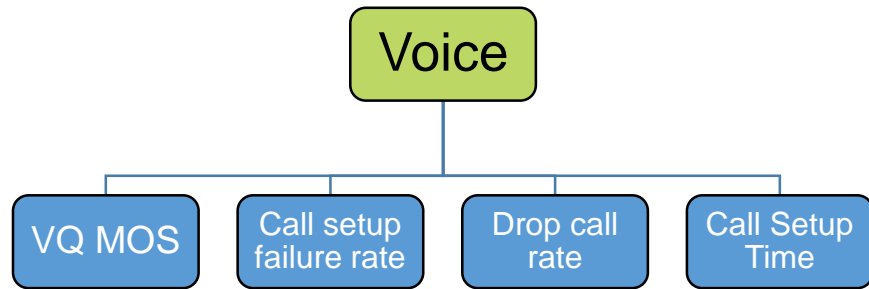 Voice
VQ MOS
Call setup
failure rate
Drop call
rate
Call Setup
Time